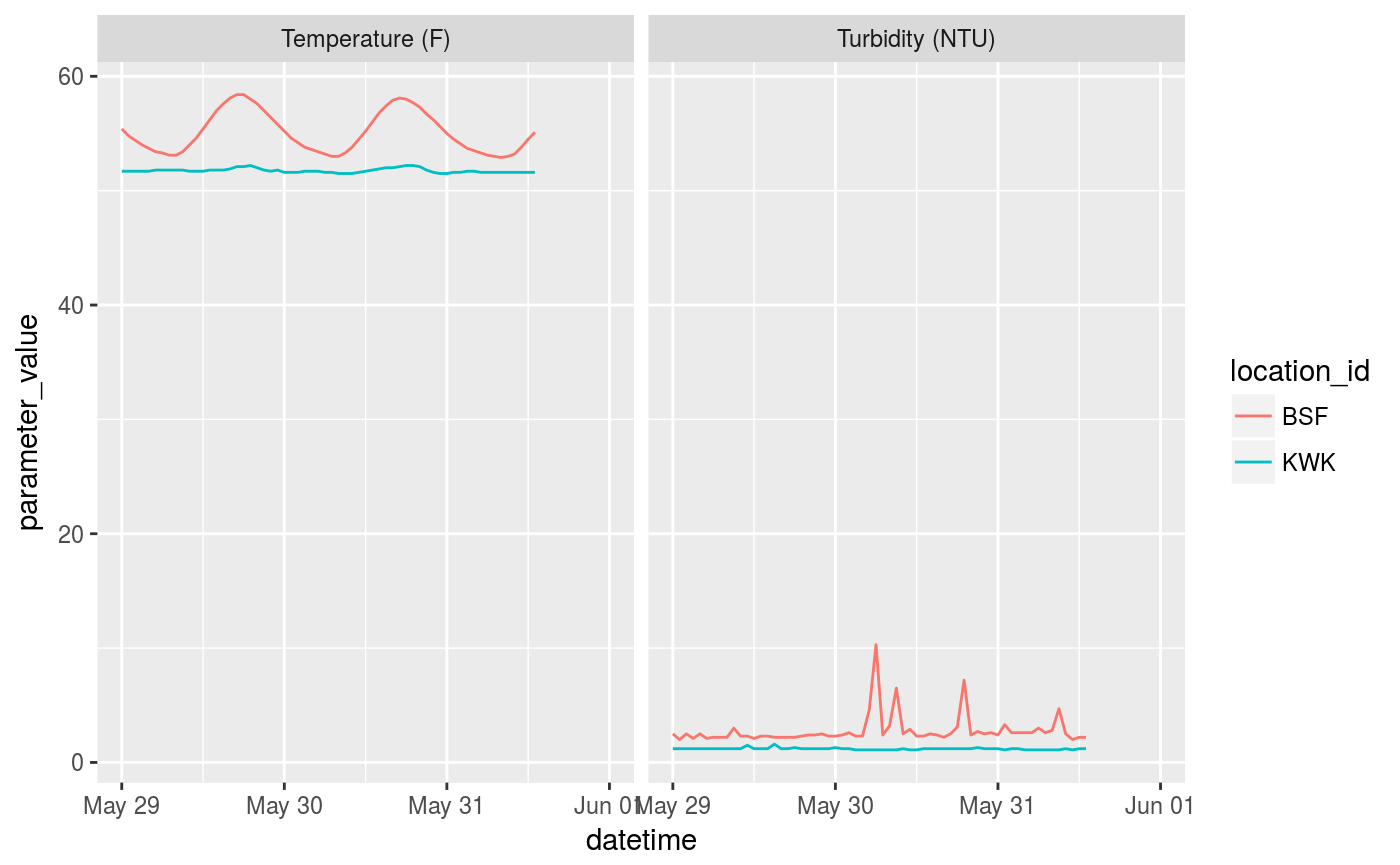 Temperature (F)
Turbidity (NTU)
60
40
20
0
parameter_value
May 29
May 30
May 31
Jun 01
May 29
May 30
May 31
Jun 01
datetime
location_id
BSF
KWK